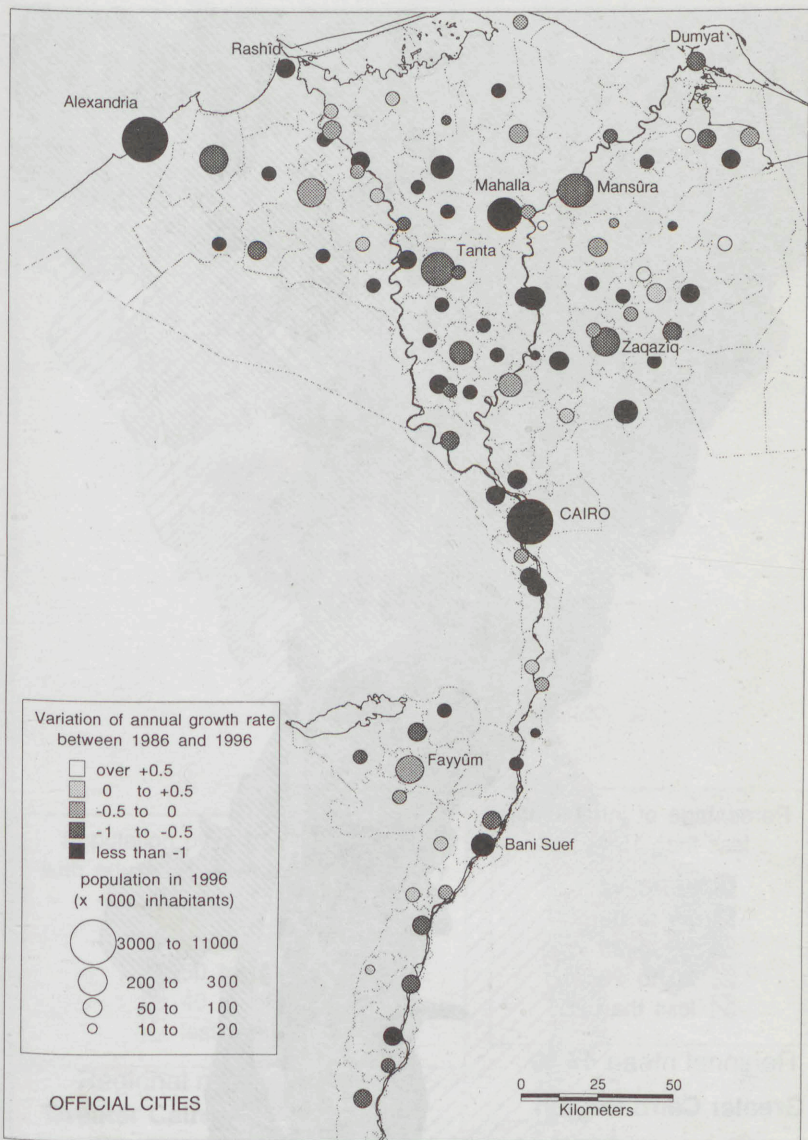 Rashîd
Dumyat
Alexandria
Mahalla
Mansûra
Tanta
Zaqaziq
CAIRO
Fayyûm
Bani Suef
Variation of annual growth rate
between 1986 and 1996
over +0.5
0 to +0.5
-0.5 to 0
-1 to -0.5
less than -1
population in 1996
(x 1000 inhabitants)
3000 to 11000
200 to 300
50 to 100
10 to 20
OFFICIAL CITIES
0 25 50
Kilometers